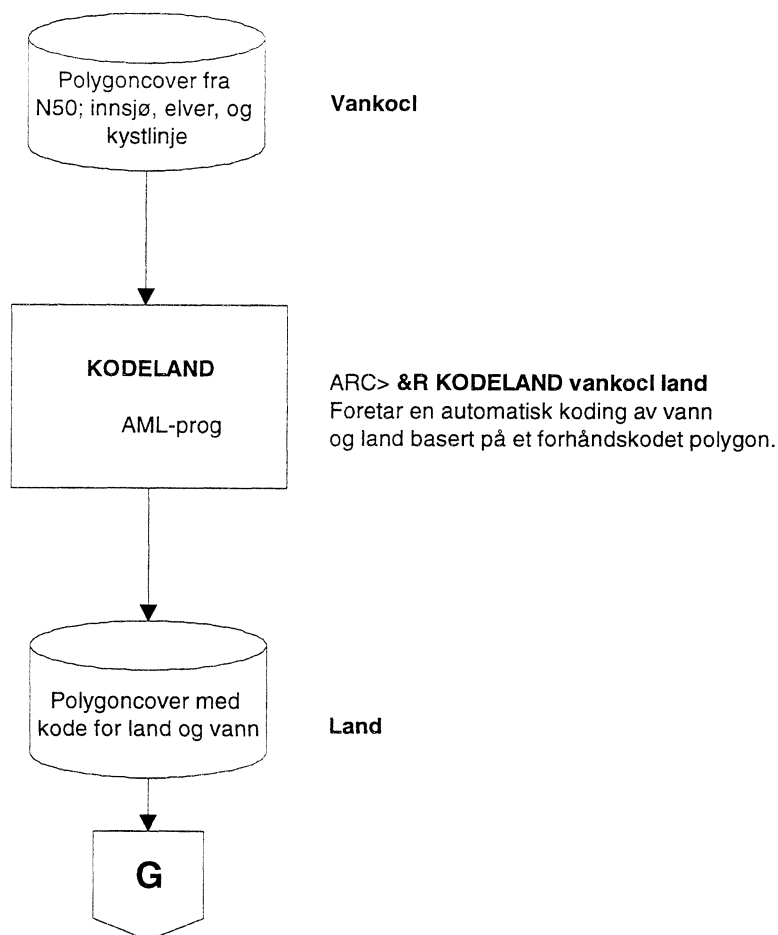 Polygoncover fra
N50; innsjø, elver, og
kystlinje
Vankocl
KODELAND
AML-prog
ARC> &R KODELAND vankocl land
Foretar en automatisk koding av vann
og land basert på et forhåndskodet polygon.
Polygoncover med
kode for land og vann
Land
G